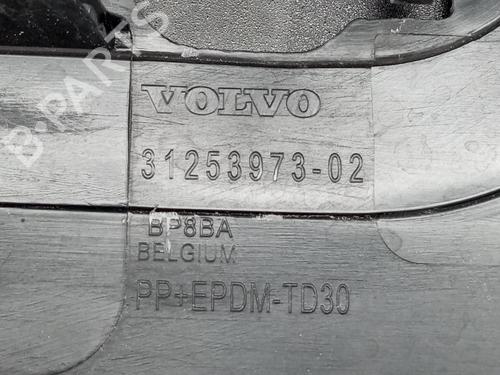 B-PARTS
VOLVO
31253973-02
BP8BA
BELGIUM
PP+EPDM-TD30